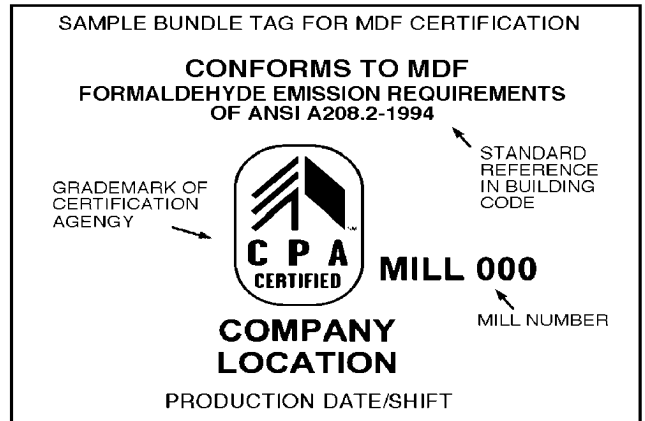 SAMPLE BUNDLE TAG FOR MDF CERTIFICATION
CONFORMS TO MDF
FORMALDEHYDE EMISSION REQUIREMENTS
OF ANSI A208.2-1994
STANDARD
REFERENCE
IN BUILDING
CODE
GRADEMARK OF
CERTIFICATION
AGENGY
SM
C P A
CERTIFIED
MILL 000
MILL NUMBER
COMPANY
LOCATION
PRODUCTION DATE/SHIFT